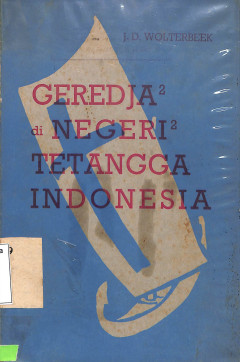 J. D. WOLTERBEEK
GEREDJA²
di NEGERI²
TETANGGA
INDONESIA